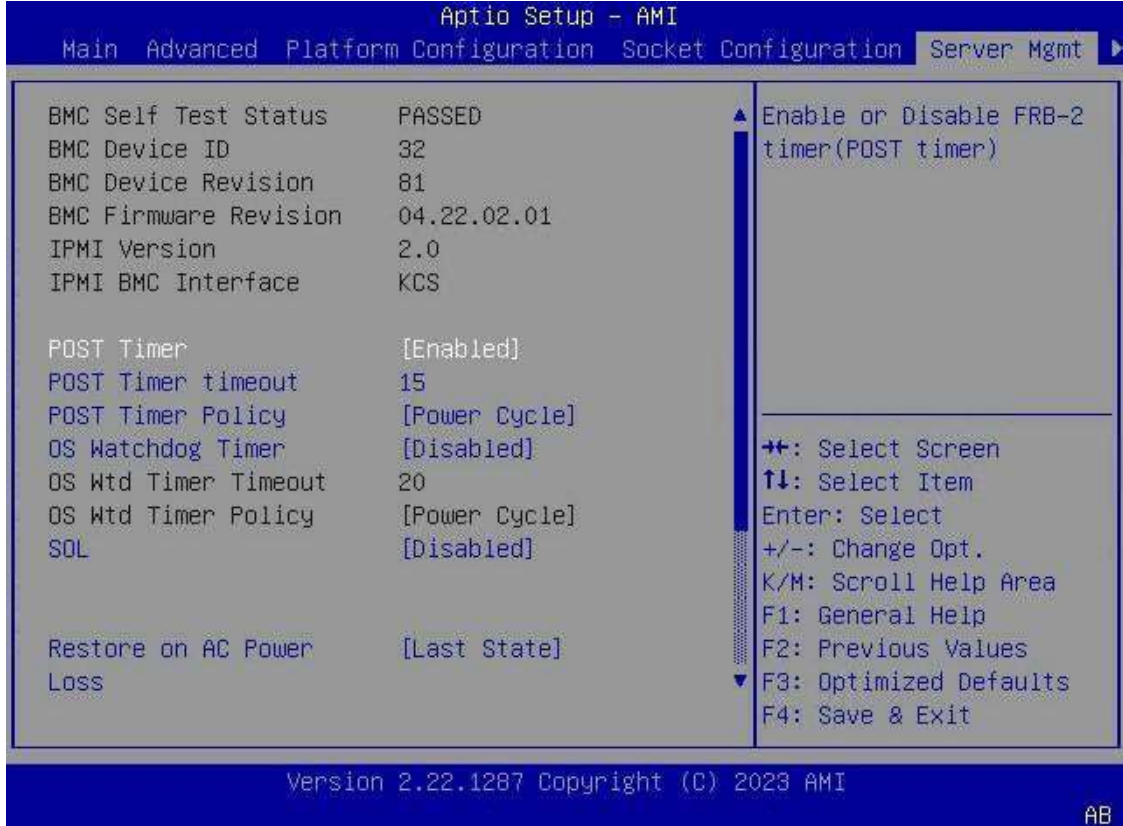 Aptio Setup – AMI
Main Advanced Platform Configuration Socket Configuration Server Mgmt
BMC Self Test Status PASSED
BMC Device ID 32
BMC Device Revision 81
BMC Firmware Revision 04.22.02.01
IPMI Version 2.0
IPMI BMC Interface KCS
POST Timer [Enabled]
POST Timer timeout 15
POST Timer Policy [Power Cycle]
OS Watchdog Timer [Disabled]
OS Wtd Timer Timeout 20
OS Wtd Timer Policy [Power Cycle]
SOL [Disabled]
Restore on AC Power [Last State]
Loss
Enable or Disable FRB-2
timer(POST timer)
→←: Select Screen
↑↓: Select Item
Enter: Select
+/-: Change Opt.
K/M: Scroll Help Area
F1: General Help
F2: Previous Values
F3: Optimized Defaults
F4: Save & Exit
Version 2.22.1287 Copyright (C) 2023 AMI
AB